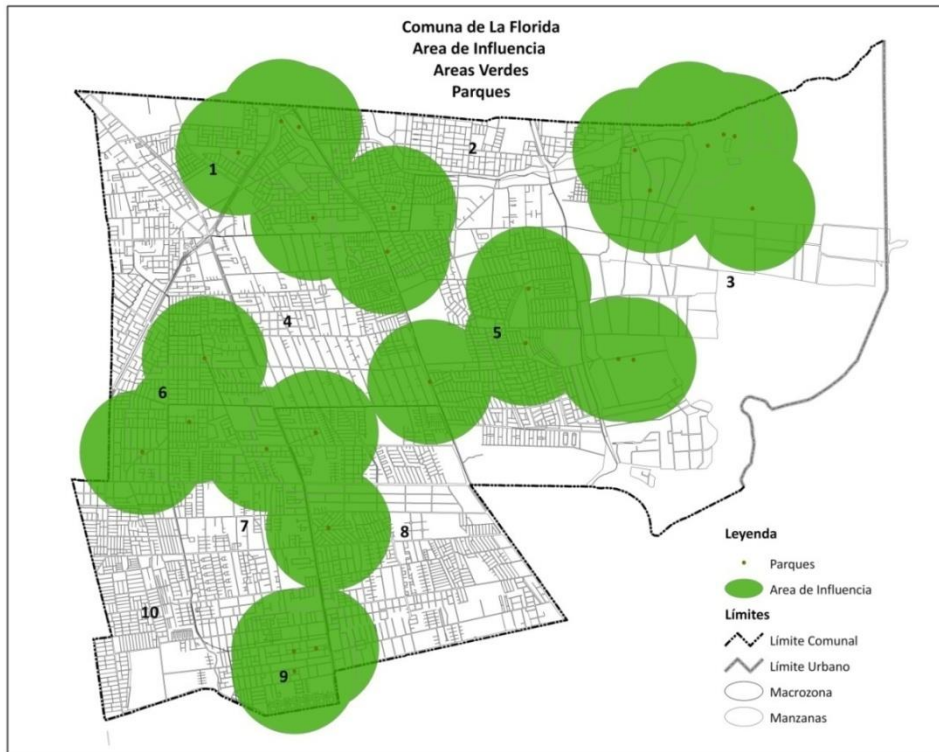 Comuna de La Florida
Area de Influencia
Areas Verdes
Parques
1
2
3
4
5
6
7
8
9
10
Leyenda
Parques
Area de Influencia
Límites
Límite Comunal
Límite Urbano
Macrozona
Manzanas